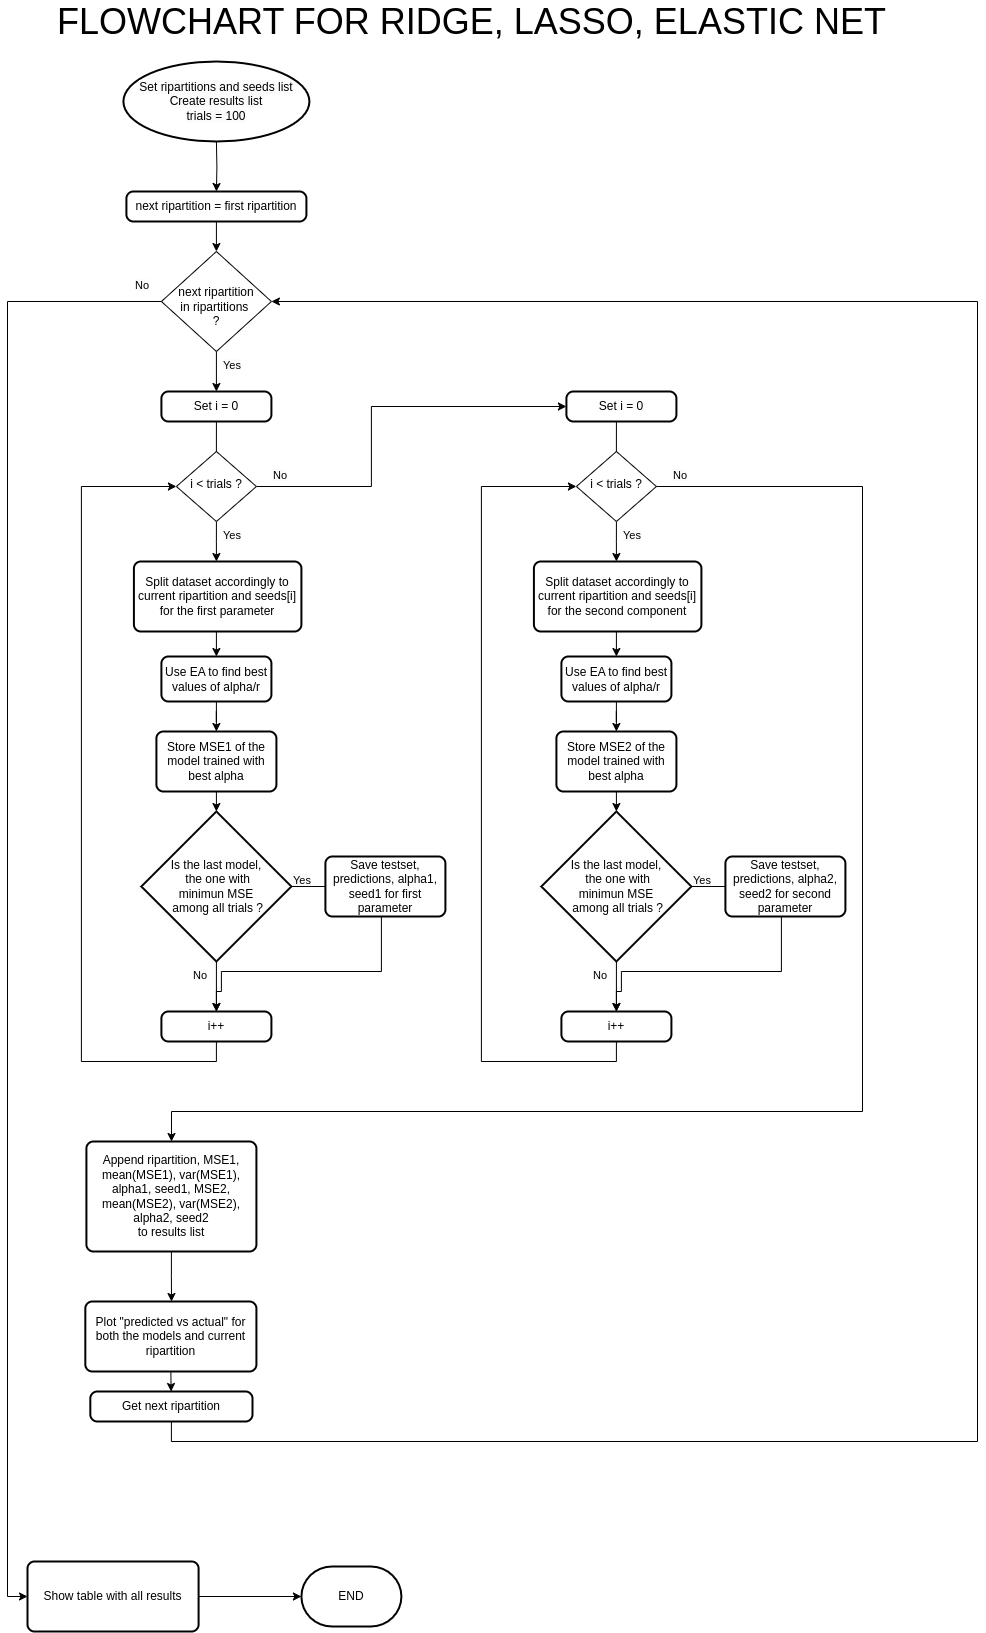 FLOWCHART FOR RIDGE, LASSO, ELASTIC NET
Set ripartitions and seeds list
Create results list
trials = 100
next ripartition = first ripartition
No
next ripartition
in ripartitions
?
Yes
Set i = 0
i < trials ?
No
Yes
Split dataset accordingly to
current ripartition and seeds[i]
for the first parameter
Use EA to find best
values of alpha/r
Store MSE1 of the
model trained with
best alpha
Is the last model,
the one with
minimun MSE
among all trials ?
Yes
Save testset,
predictions, alpha1,
seed1 for first
parameter
No
i++
Set i = 0
i < trials ?
No
Yes
Split dataset accordingly to
current ripartition and seeds[i]
for the second component
Use EA to find best
values of alpha/r
Store MSE2 of the
model trained with
best alpha
Is the last model,
the one with
minimun MSE
among all trials ?
Yes
Save testset,
predictions, alpha2,
seed2 for second
parameter
No
i++
Append ripartition, MSE1,
mean(MSE1), var(MSE1),
alpha1, seed1, MSE2,
mean(MSE2), var(MSE2),
alpha2, seed2
to results list
Plot "predicted vs actual" for
both the models and current
ripartition
Get next ripartition
Show table with all results
END